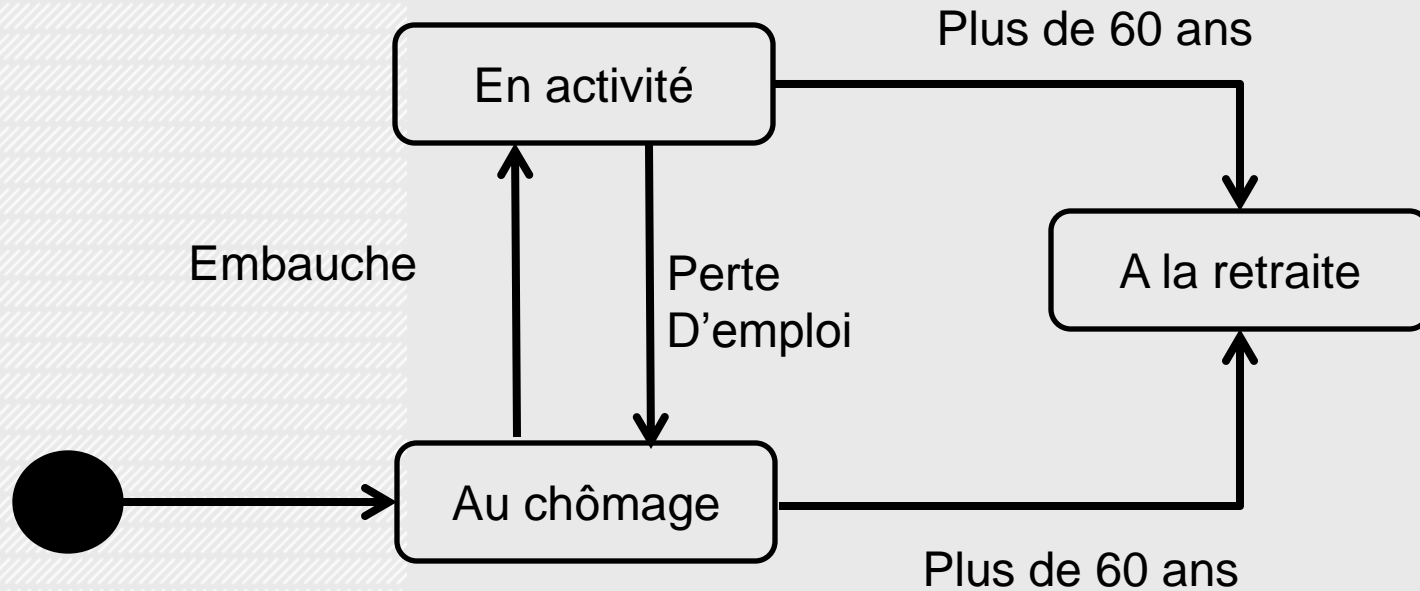 Plus de 60 ans
En activité
Embauche
A la retraite
Perte
D’emploi
Au chômage
Plus de 60 ans